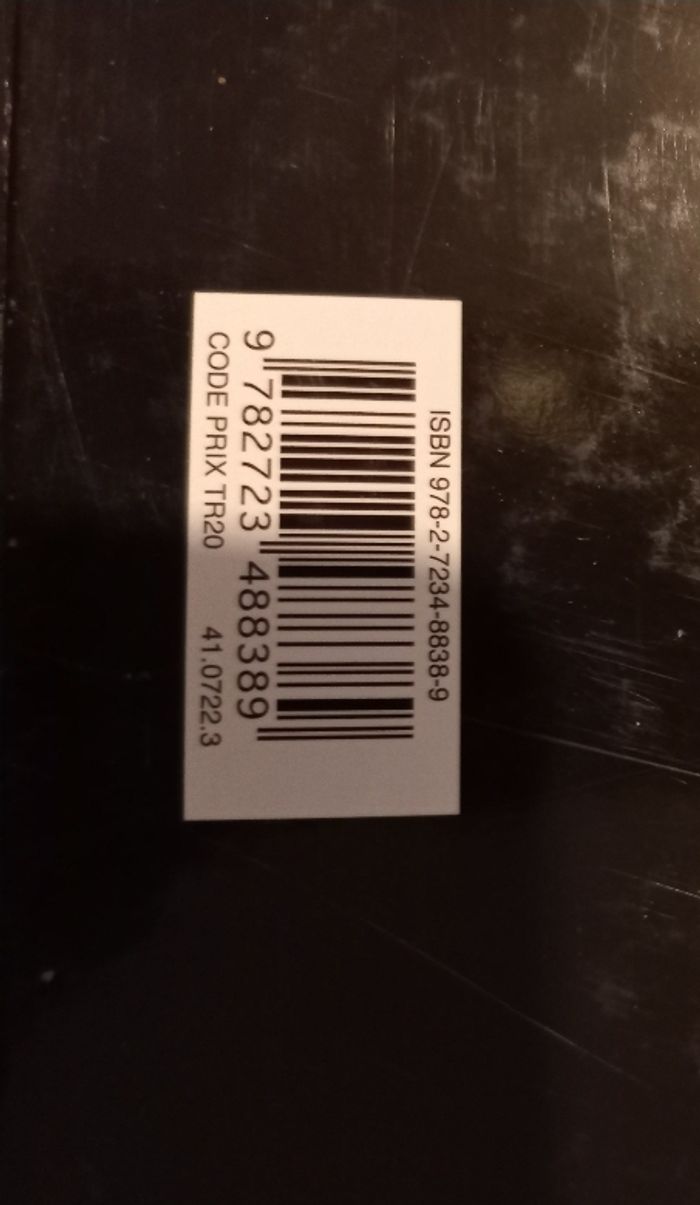 ISBN 978-2-7234-8838-9
9 782723 488389
CODE PRIX TR20 41.0722.3